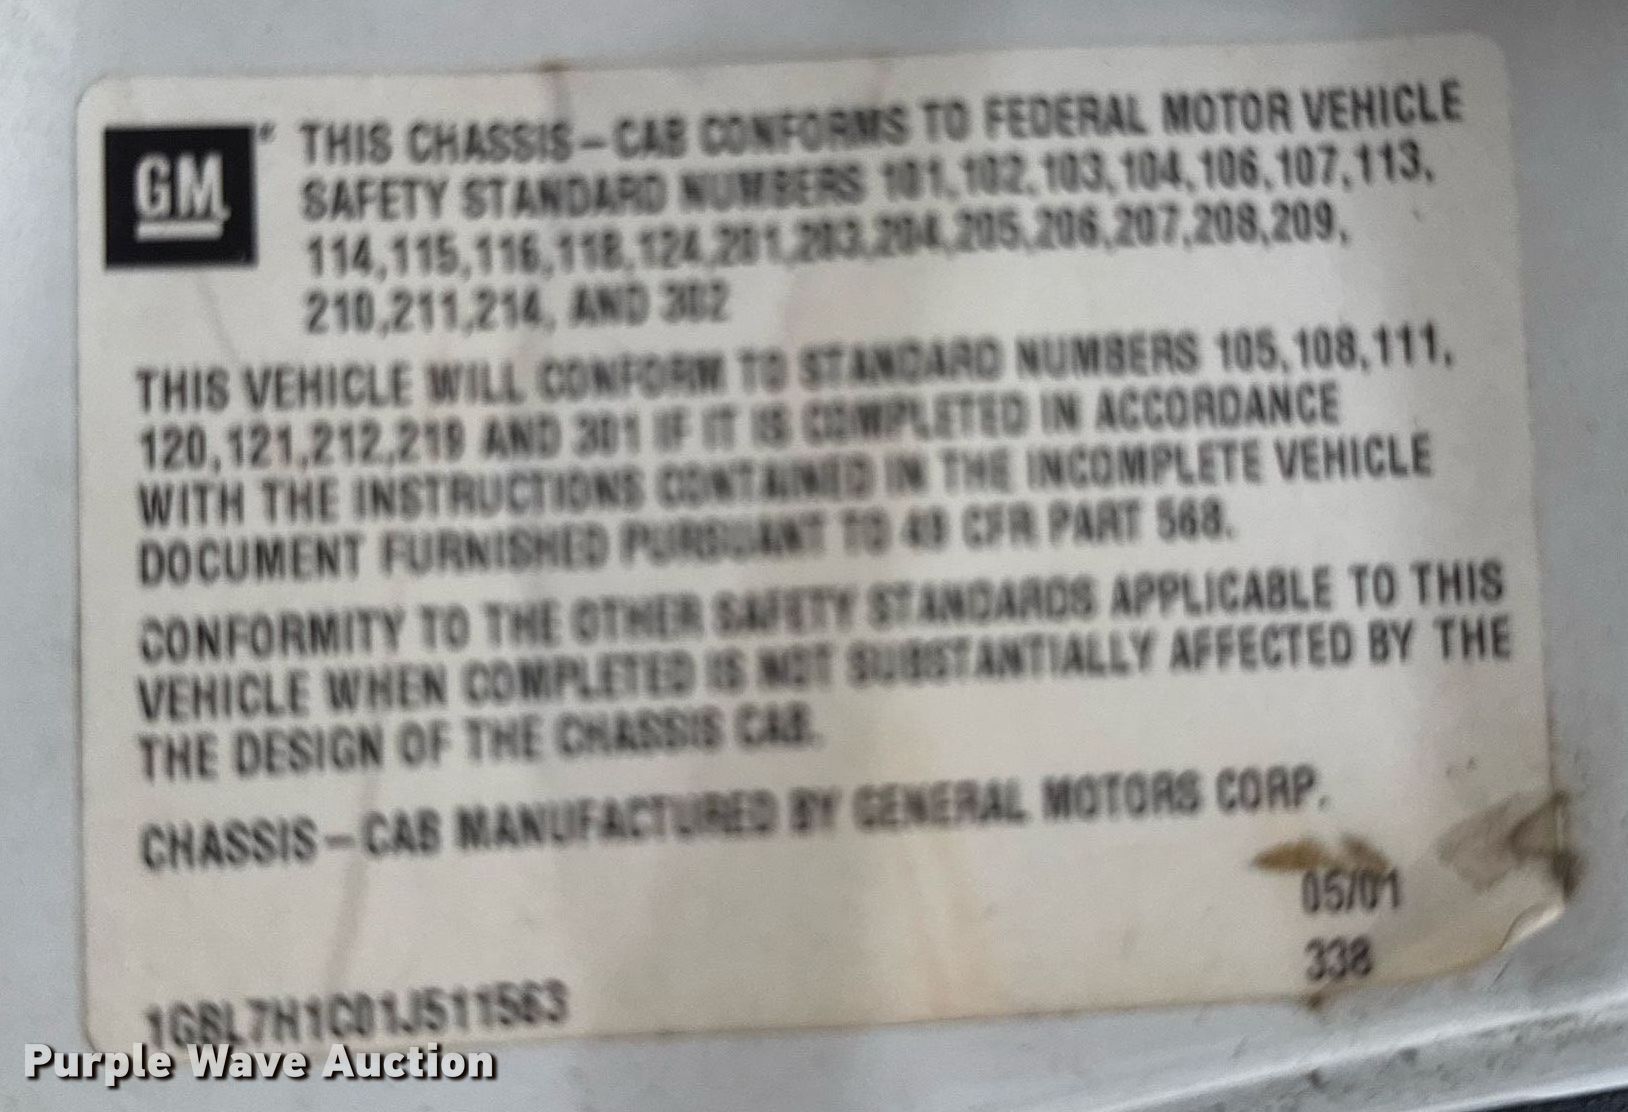 GM
THIS CHASSIS-CAB CONFORMS TO FEDERAL MOTOR VEHICLE
SAFETY STANDARD NUMBERS 101,102,103,104,106,107,113,
114,115,116,118,124,201,203,204,205,206,207,208,209,
210,211,214, AND 302
THIS VEHICLE WILL CONFORM TO STANDARD NUMBERS 105,108,111,
120,121,212,219 AND 301 IF IT IS COMPLETED IN ACCORDANCE
WITH THE INSTRUCTIONS CONTAINED IN THE INCOMPLETE VEHICLE
DOCUMENT FURNISHED PURSUANT TO 49 CFR PART 568.
CONFORMITY TO THE OTHER SAFETY STANDARDS APPLICABLE TO THIS
VEHICLE WHEN COMPLETED IS NOT SUBSTANTIALLY AFFECTED BY THE
THE DESIGN OF THE CHASSIS CAB.
CHASSIS-CAB MANUFACTURED BY GENERAL MOTORS CORP.
05/01
338
1GBL7H1C01J511563
Purple Wave Auction